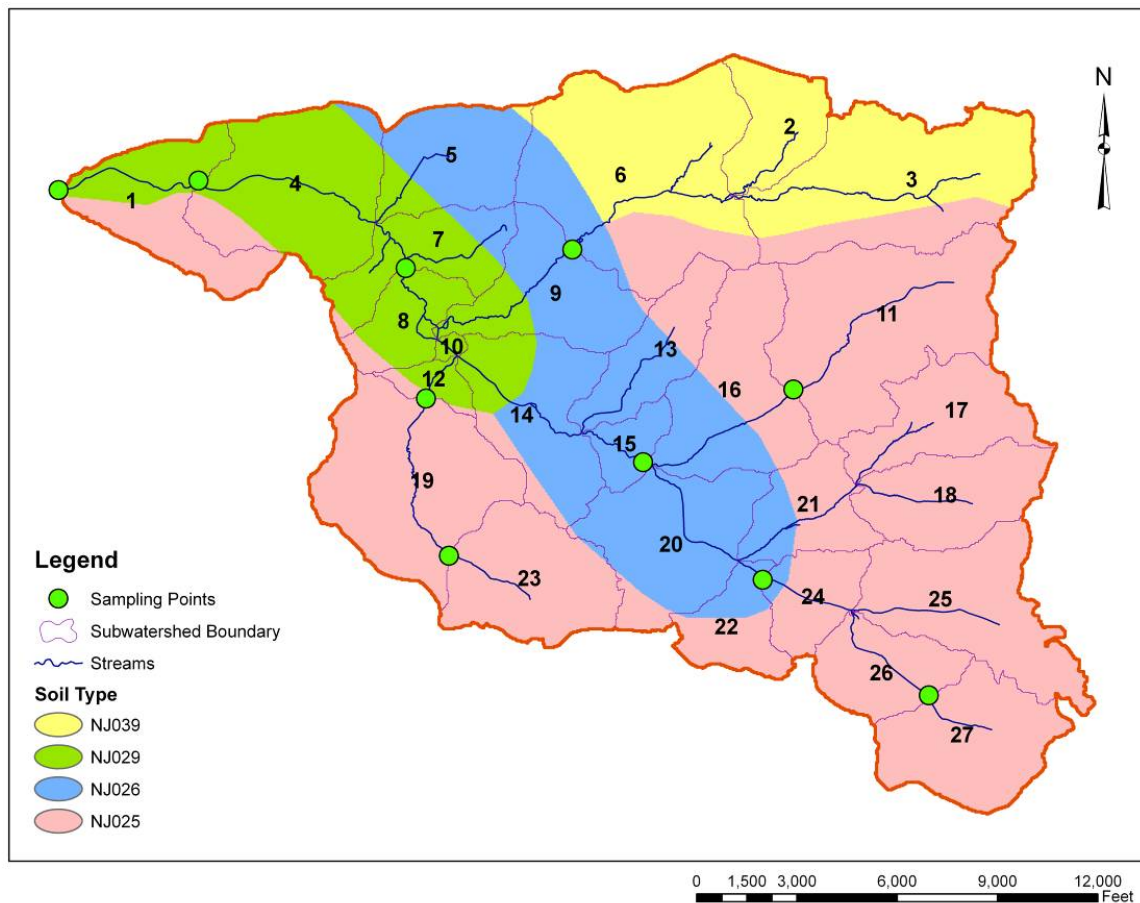 N
2
5
6
3
4
1
7
9
11
8
10
13
12
16
14
17
15
19
18
21
20
23
24
25
22
26
27
Legend
Sampling Points
Subwatershed Boundary
Streams
Soil Type
NJ039
NJ029
NJ026
NJ025
0 1,500 3,000 6,000 9,000 12,000
Feet